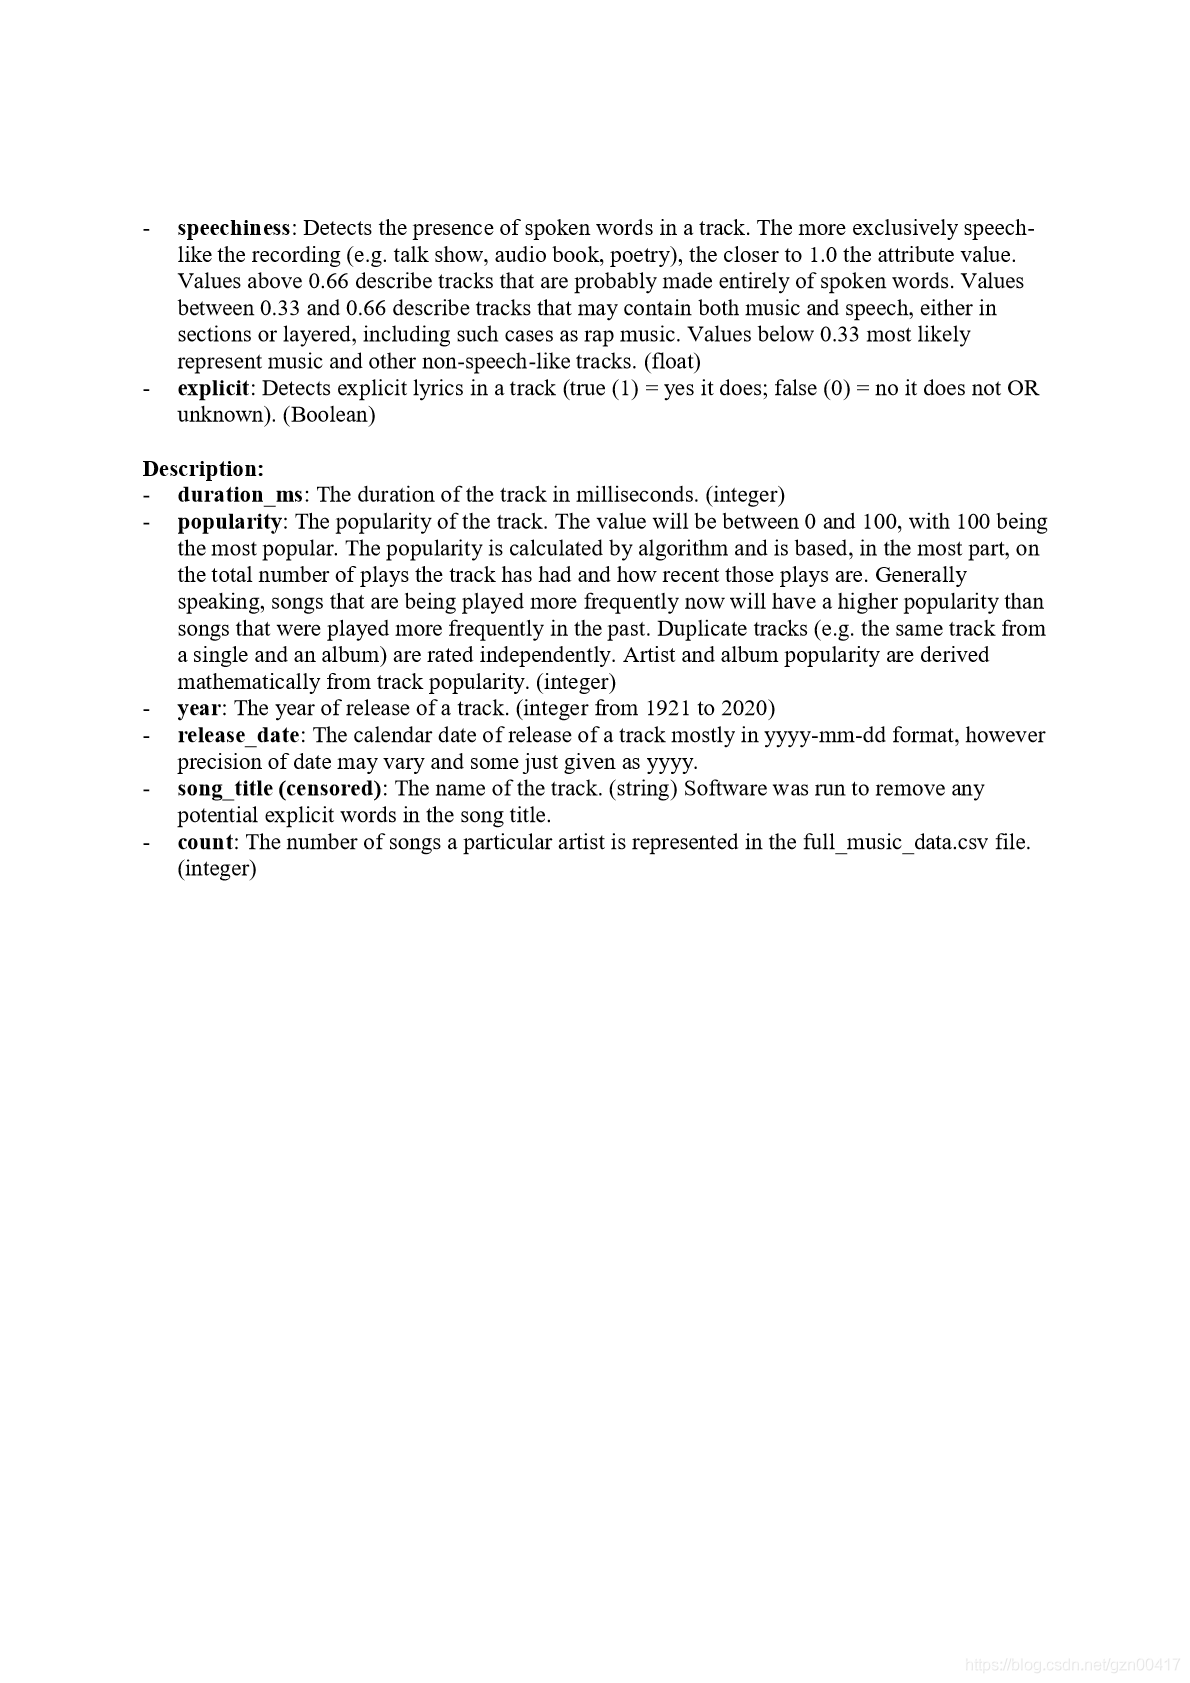 - speechiness: Detects the presence of spoken words in a track. The more exclusively speech-
like the recording (e.g. talk show, audio book, poetry), the closer to 1.0 the attribute value.
Values above 0.66 describe tracks that are probably made entirely of spoken words. Values
between 0.33 and 0.66 describe tracks that may contain both music and speech, either in
sections or layered, including such cases as rap music. Values below 0.33 most likely
represent music and other non-speech-like tracks. (float)
- explicit: Detects explicit lyrics in a track (true (1) = yes it does; false (0) = no it does not OR
unknown). (Boolean)
Description:
- duration_ms: The duration of the track in milliseconds. (integer)
- popularity: The popularity of the track. The value will be between 0 and 100, with 100 being
the most popular. The popularity is calculated by algorithm and is based, in the most part, on
the total number of plays the track has had and how recent those plays are. Generally
speaking, songs that are being played more frequently now will have a higher popularity than
songs that were played more frequently in the past. Duplicate tracks (e.g. the same track from
a single and an album) are rated independently. Artist and album popularity are derived
mathematically from track popularity. (integer)
- year: The year of release of a track. (integer from 1921 to 2020)
- release_date: The calendar date of release of a track mostly in yyyy-mm-dd format, however
precision of date may vary and some just given as yyyy.
- song_title (censored): The name of the track. (string) Software was run to remove any
potential explicit words in the song title.
- count: The number of songs a particular artist is represented in the full_music_data.csv file.
(integer)
https://blog.csdn.net/gzn00417